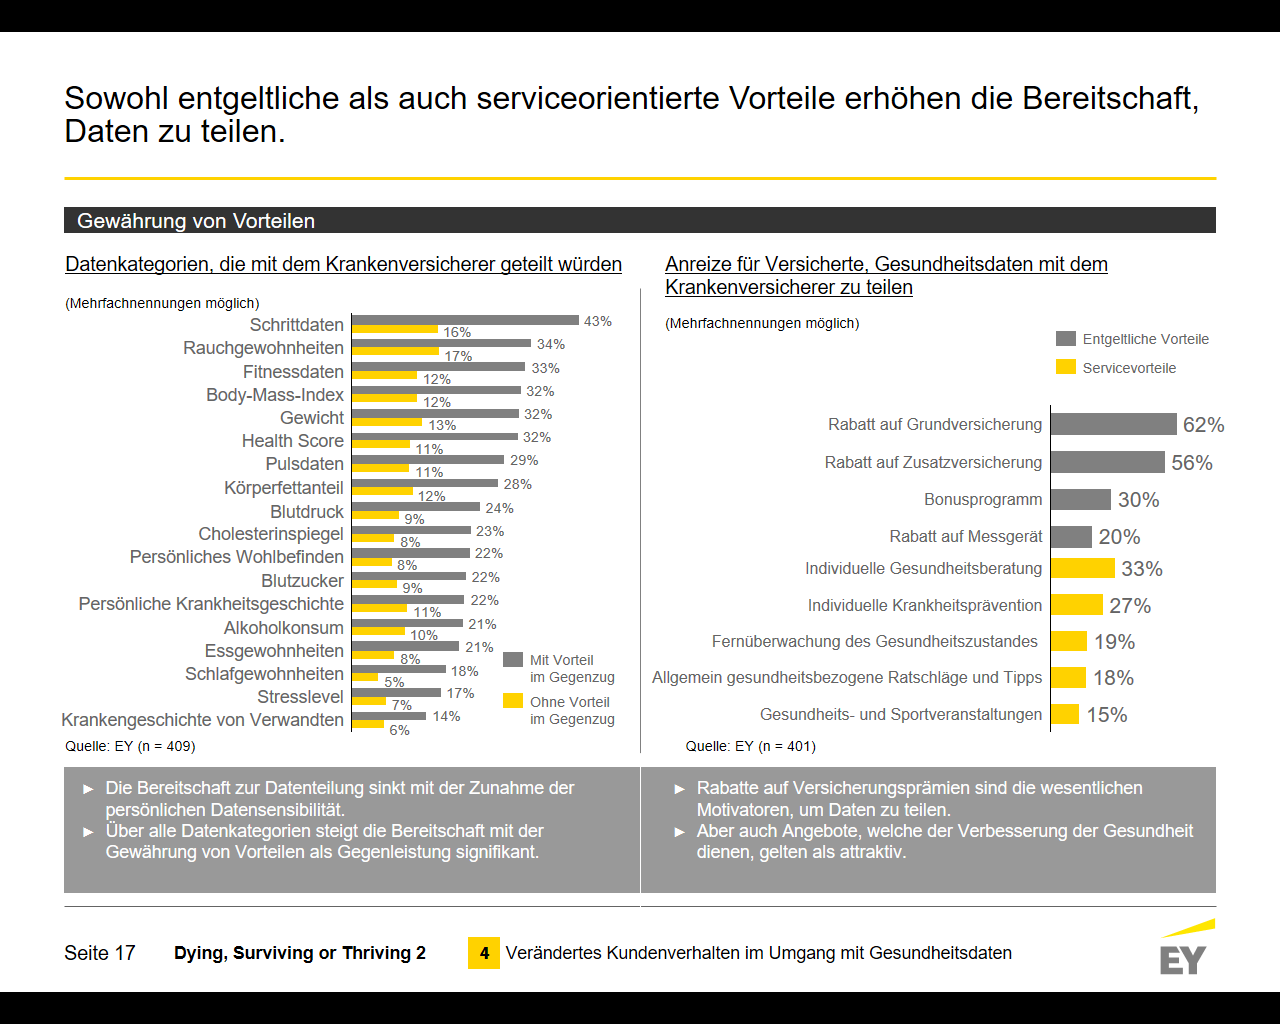 Sowohl entgeltliche als auch serviceorientierte Vorteile erhöhen die Bereitschaft,
Daten zu teilen.
Gewährung von Vorteilen
Datenkategorien, die mit dem Krankenversicherer geteilt würden
(Mehrfachnennungen möglich)
Schrittdaten 43% 16%
Rauchgewohnheiten 34% 17%
Fitnessdaten 33% 12%
Body-Mass-Index 32% 12%
Gewicht 32% 13%
Health Score 32% 11%
Pulsdaten 29% 11%
Körperfettanteil 28% 12%
Blutdruck 24% 9%
Cholesterinspiegel 23% 8%
Persönliches Wohlbefinden 22% 8%
Blutzucker 22% 9%
Persönliche Krankheitsgeschichte 22% 11%
Alkoholkonsum 21% 10%
Essgewohnheiten 21% 8%
Schlafgewohnheiten 18% 5%
Stresslevel 17% 7%
Krankengeschichte von Verwandten 14% 6%
Mit Vorteil
im Gegenzug
Ohne Vorteil
im Gegenzug
Quelle: EY (n = 409)
Anreize für Versicherte, Gesundheitsdaten mit dem
Krankenversicherer zu teilen
(Mehrfachnennungen möglich)
Entgeltliche Vorteile
Servicevorteile
Rabatt auf Grundversicherung 62%
Rabatt auf Zusatzversicherung 56%
Bonusprogramm 30%
Rabatt auf Messgerät 20%
Individuelle Gesundheitsberatung 33%
Individuelle Krankheitsprävention 27%
Fernüberwachung des Gesundheitszustandes 19%
Allgemein gesundheitsbezogene Ratschläge und Tipps 18%
Gesundheits- und Sportveranstaltungen 15%
Quelle: EY (n = 401)
► Die Bereitschaft zur Datenteilung sinkt mit der Zunahme der
persönlichen Datensensibilität.
► Über alle Datenkategorien steigt die Bereitschaft mit der
Gewährung von Vorteilen als Gegenleistung signifikant.
► Rabatte auf Versicherungsprämien sind die wesentlichen
Motivatoren, um Daten zu teilen.
► Aber auch Angebote, welche der Verbesserung der Gesundheit
dienen, gelten als attraktiv.
Seite 17 Dying, Surviving or Thriving 2 4 Verändertes Kundenverhalten im Umgang mit Gesundheitsdaten
EY